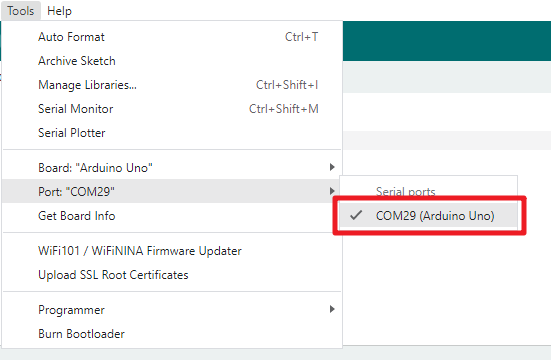 Tools Help
Auto Format Ctrl+T
Archive Sketch
Manage Libraries... Ctrl+Shift+I
Serial Monitor Ctrl+Shift+M
Serial Plotter
Board: "Arduino Uno"
Port: "COM29"
Serial ports
Get Board Info
COM29 (Arduino Uno)
WiFi101 / WiFiNINA Firmware Updater
Upload SSL Root Certificates
Programmer
Burn Bootloader